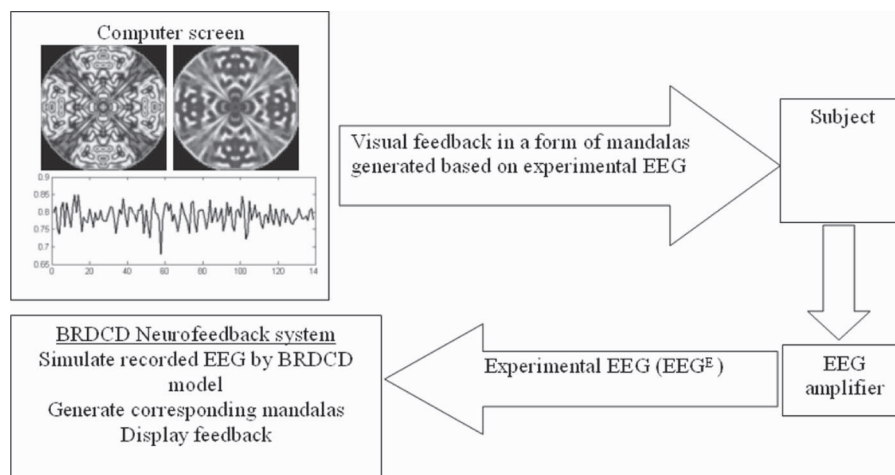 Computer screen
0.9
0.85
0.8
0.75
0.7
0.65
0 20 40 60 80 100 120 14
Visual feedback in a form of mandalas
generated based on experimental EEG
Subject
BRDCD Neurofeedback system
Simulate recorded EEG by BRDCD
model
Generate corresponding mandalas
Display feedback
Experimental EEG (EEGᴱ )
EEG
amplifier